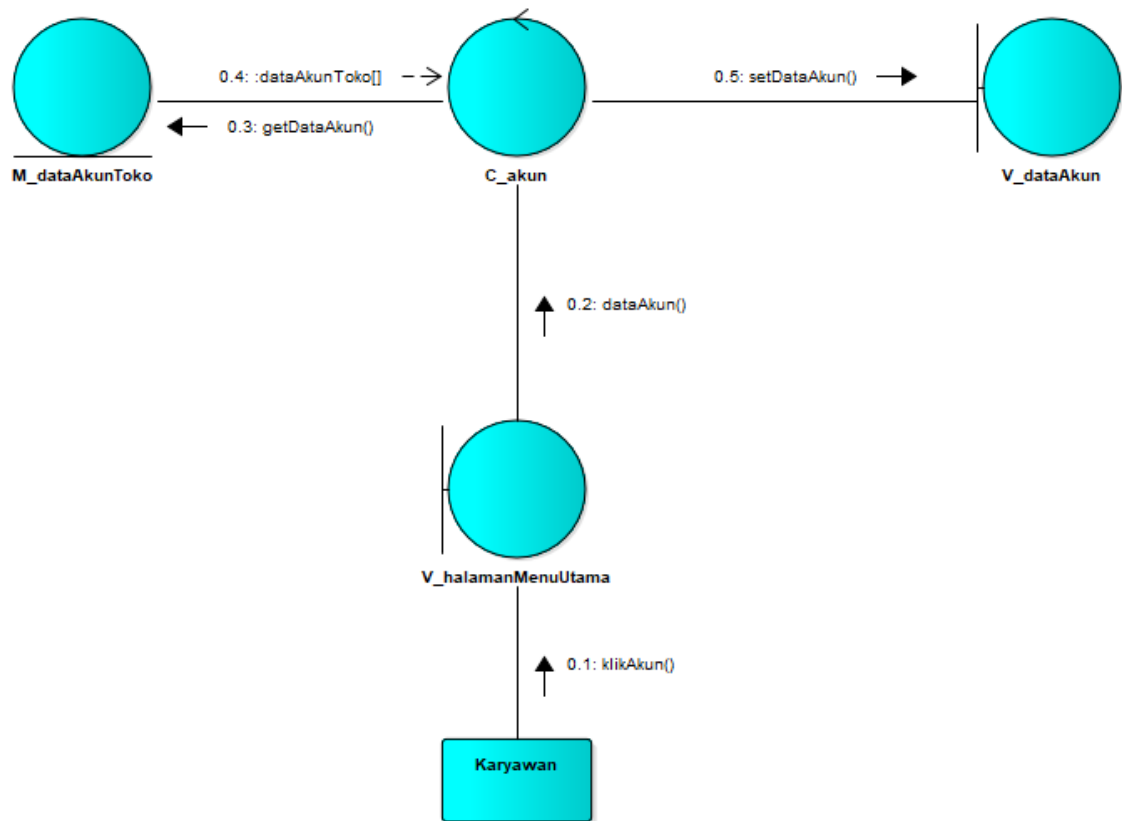 0.4: :dataAkunToko[]
0.5: setDataAkun()
0.3: getDataAkun()
M_dataAkunToko
C_akun
V_dataAkun
0.2: dataAkun()
V_halamanMenuUtama
0.1: klikAkun()
Karyawan